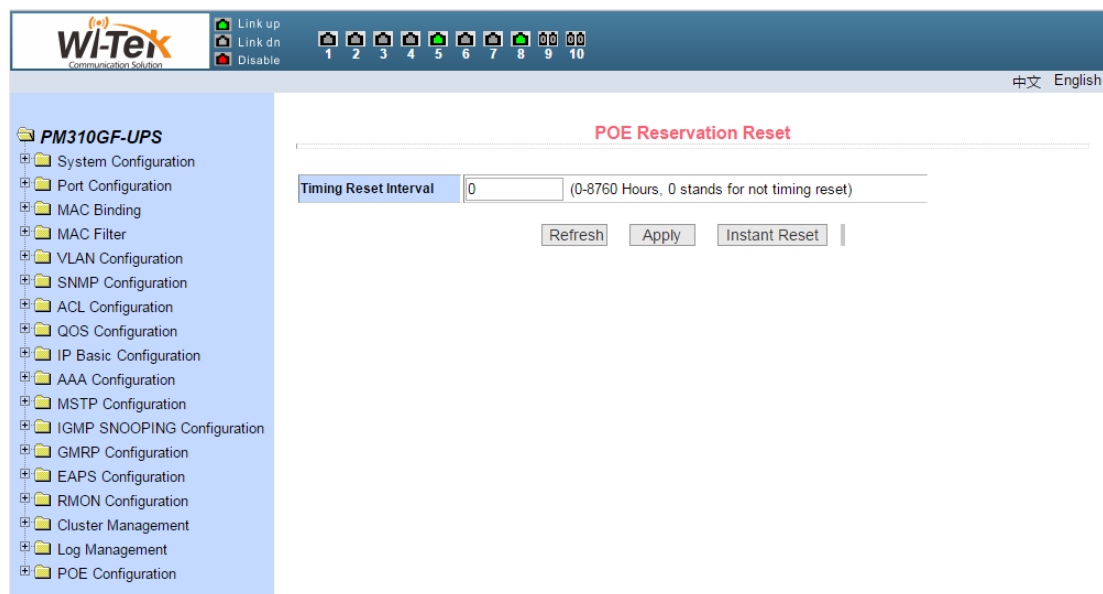 WI-Tek
Communication Solution
Link up
Link dn
Disable
1 2 3 4 5 6 7 8 9 10
中文 English
PM310GF-UPS
System Configuration
Port Configuration
MAC Binding
MAC Filter
VLAN Configuration
SNMP Configuration
ACL Configuration
QOS Configuration
IP Basic Configuration
AAA Configuration
MSTP Configuration
IGMP SNOOPING Configuration
GMRP Configuration
EAPS Configuration
RMON Configuration
Cluster Management
Log Management
POE Configuration
POE Reservation Reset
Timing Reset Interval 0 (0-8760 Hours, 0 stands for not timing reset)
Refresh Apply Instant Reset